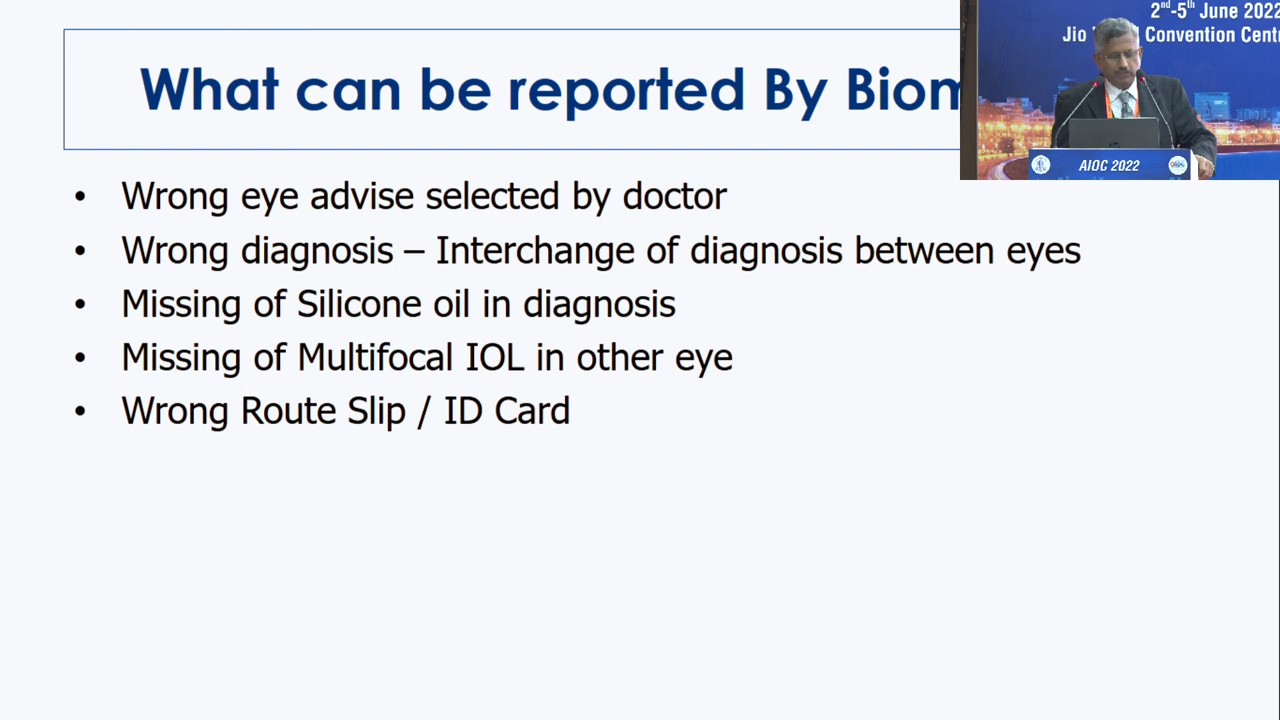 What can be reported By Biom
• Wrong eye advise selected by doctor
• Wrong diagnosis – Interchange of diagnosis between eyes
• Missing of Silicone oil in diagnosis
• Missing of Multifocal IOL in other eye
• Wrong Route Slip / ID Card
2nd-5th June 2022
Jio Convention Cent
AIOC 2022